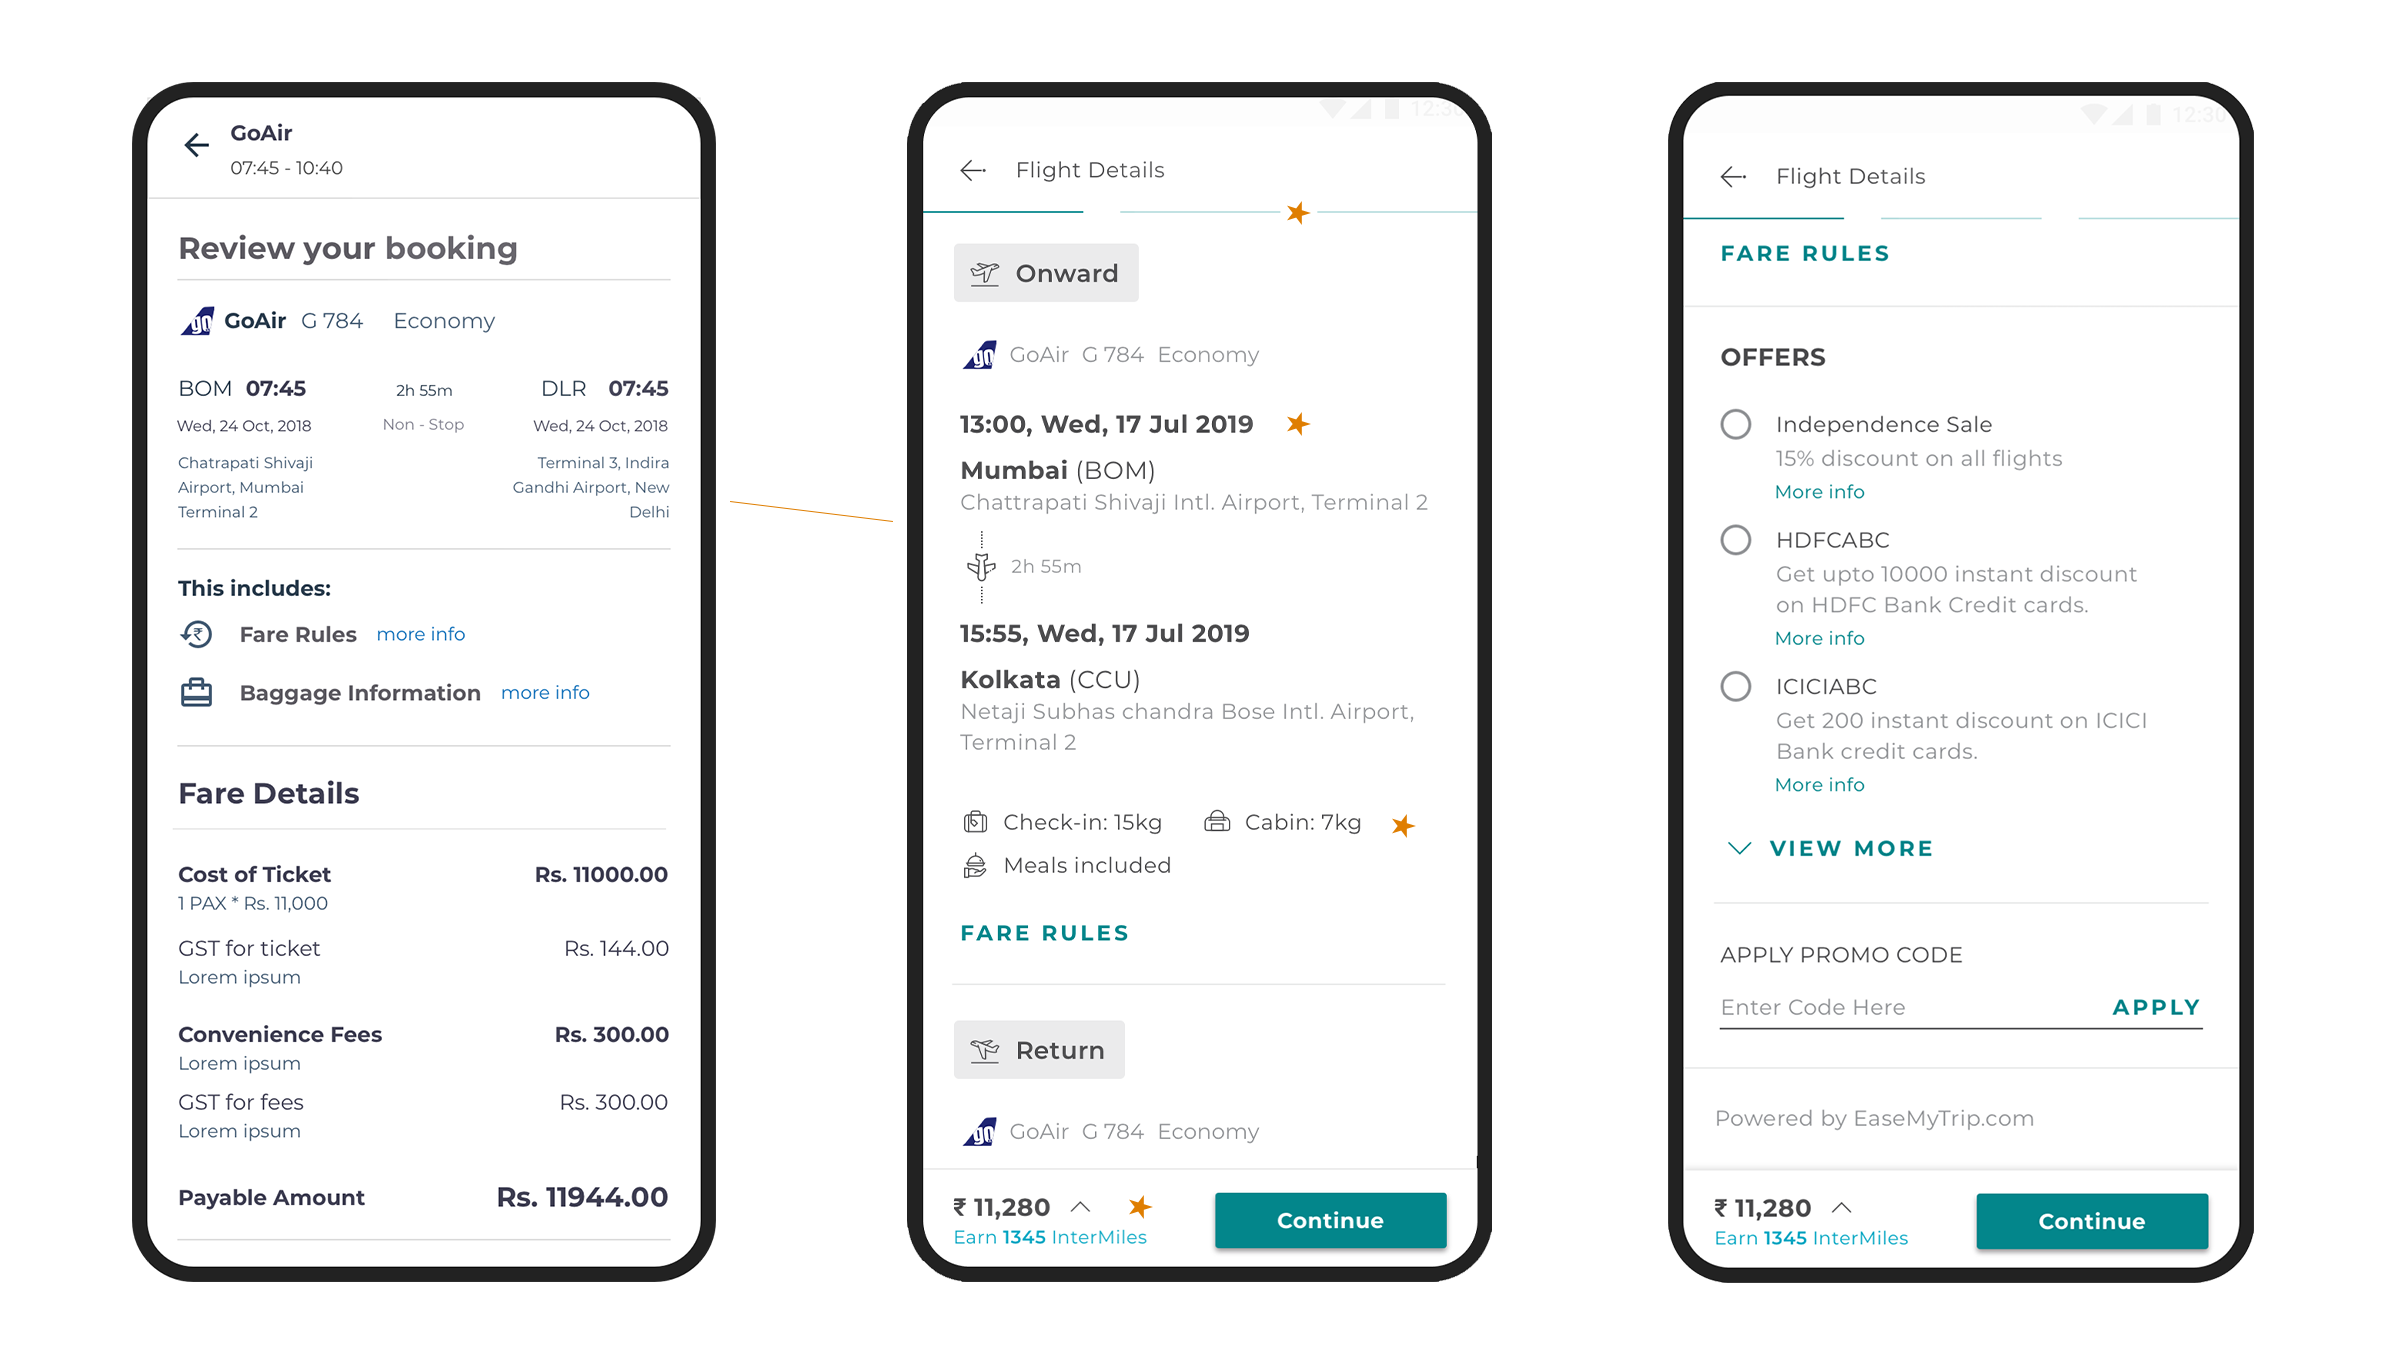 GoAir
07:45 - 10:40
Review your booking
go GoAir G 784 Economy
BOM 07:45 2h 55m DLR 07:45
Wed, 24 Oct, 2018 Non - Stop Wed, 24 Oct, 2018
Chatrapati Shivaji Terminal 3, Indira
Airport, Mumbai Gandhi Airport, New
Terminal 2 Delhi
This includes:
Fare Rules more info
Baggage Information more info
Fare Details
Cost of Ticket Rs. 11000.00
1 PAX * Rs. 11,000
GST for ticket Rs. 144.00
Lorem ipsum
Convenience Fees Rs. 300.00
Lorem ipsum
GST for fees Rs. 300.00
Lorem ipsum
Payable Amount Rs. 11944.00
12:30
Flight Details
Onward
go GoAir G 784 Economy
13:00, Wed, 17 Jul 2019
Mumbai (BOM)
Chattrapati Shivaji Intl. Airport, Terminal 2
2h 55m
15:55, Wed, 17 Jul 2019
Kolkata (CCU)
Netaji Subhas chandra Bose Intl. Airport,
Terminal 2
Check-in: 15kg Cabin: 7kg
Meals included
FARE RULES
Return
go GoAir G 784 Economy
₹ 11,280
Earn 1345 InterMiles
Continue
12:30
Flight Details
FARE RULES
OFFERS
Independence Sale
15% discount on all flights
More info
HDFCABC
Get upto 10000 instant discount
on HDFC Bank Credit cards.
More info
ICICIABC
Get 200 instant discount on ICICI
Bank credit cards.
More info
VIEW MORE
APPLY PROMO CODE
Enter Code Here APPLY
Powered by EaseMyTrip.com
₹ 11,280
Earn 1345 InterMiles
Continue